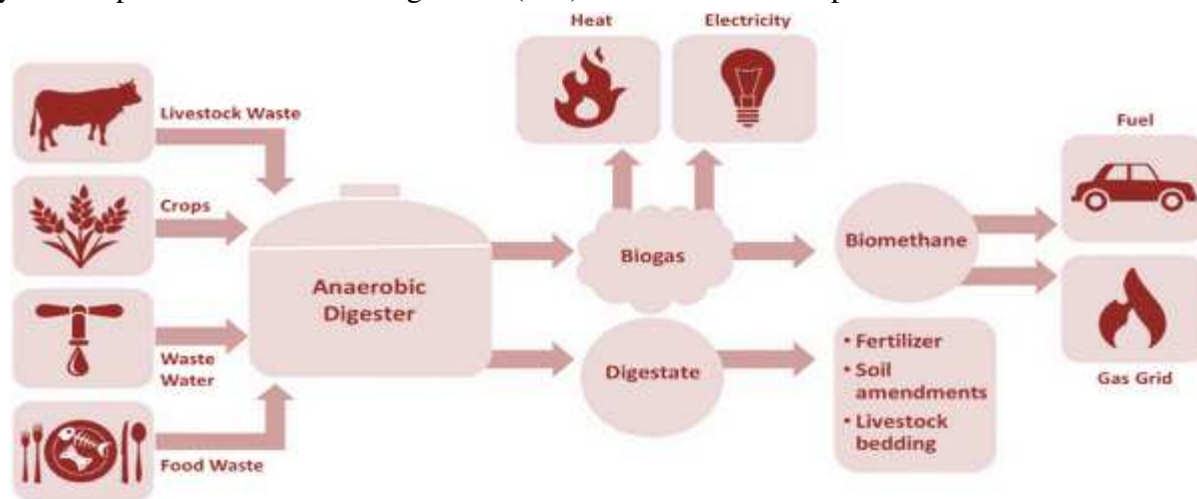 Heat
Electricity
Livestock Waste
Fuel
Crops
Anaerobic
Digester
Biogas
Biomethane
Waste
Water
Digestate
• Fertilizer
• Soil
amendments
• Livestock
bedding
Gas Grid
Food Waste